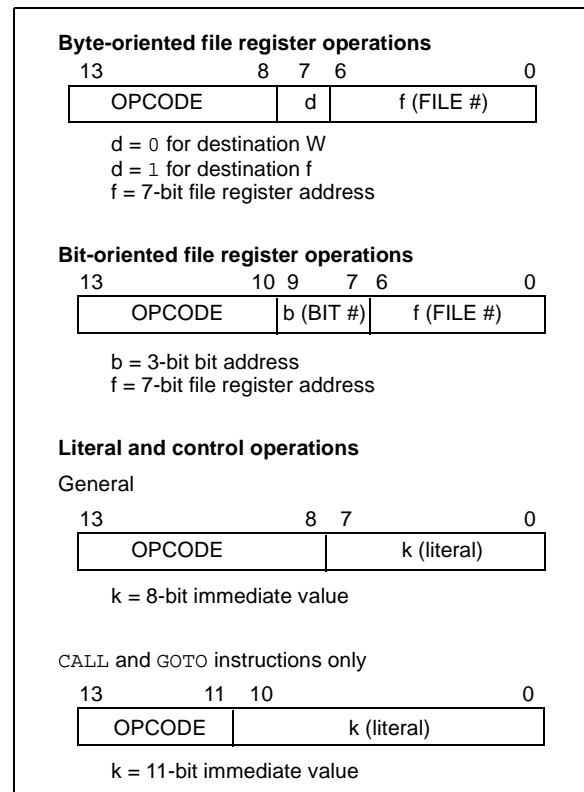 Byte-oriented file register operations
13 8 7 6 0
OPCODE d f (FILE #)
d = 0 for destination W
d = 1 for destination f
f = 7-bit file register address
Bit-oriented file register operations
13 10 9 7 6 0
OPCODE b (BIT #) f (FILE #)
b = 3-bit bit address
f = 7-bit file register address
Literal and control operations
General
13 8 7 0
OPCODE k (literal)
k = 8-bit immediate value
CALL and GOTO instructions only
13 11 10 0
OPCODE k (literal)
k = 11-bit immediate value